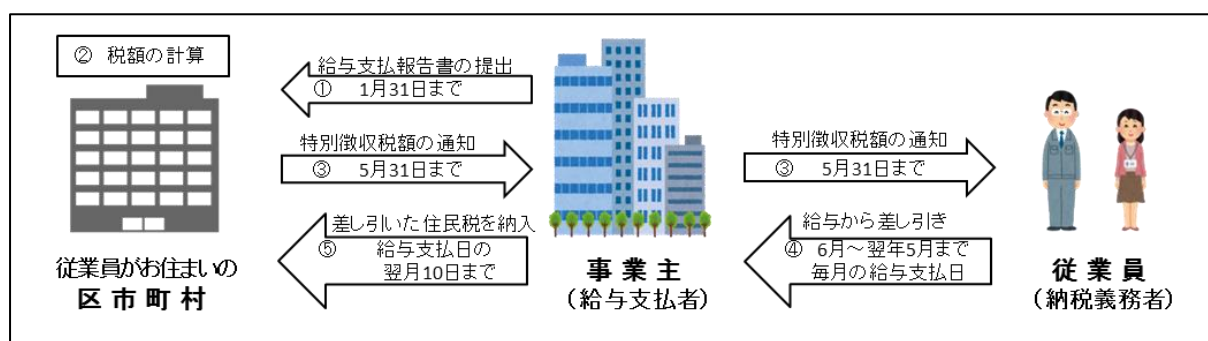 ② 税額の計算
給与支払報告書の提出
① 1月31日まで
特別徴収税額の通知
③ 5月31日まで
差し引いた住民税を納入
⑤ 給与支払日の
翌月10日まで
従業員がお住まいの
区市町村
事業主
(給与支払者)
特別徴収税額の通知
③ 5月31日まで
給与から差し引き
④ 6月～翌年5月まで
毎月の給与支払日
従業員
(納税義務者)